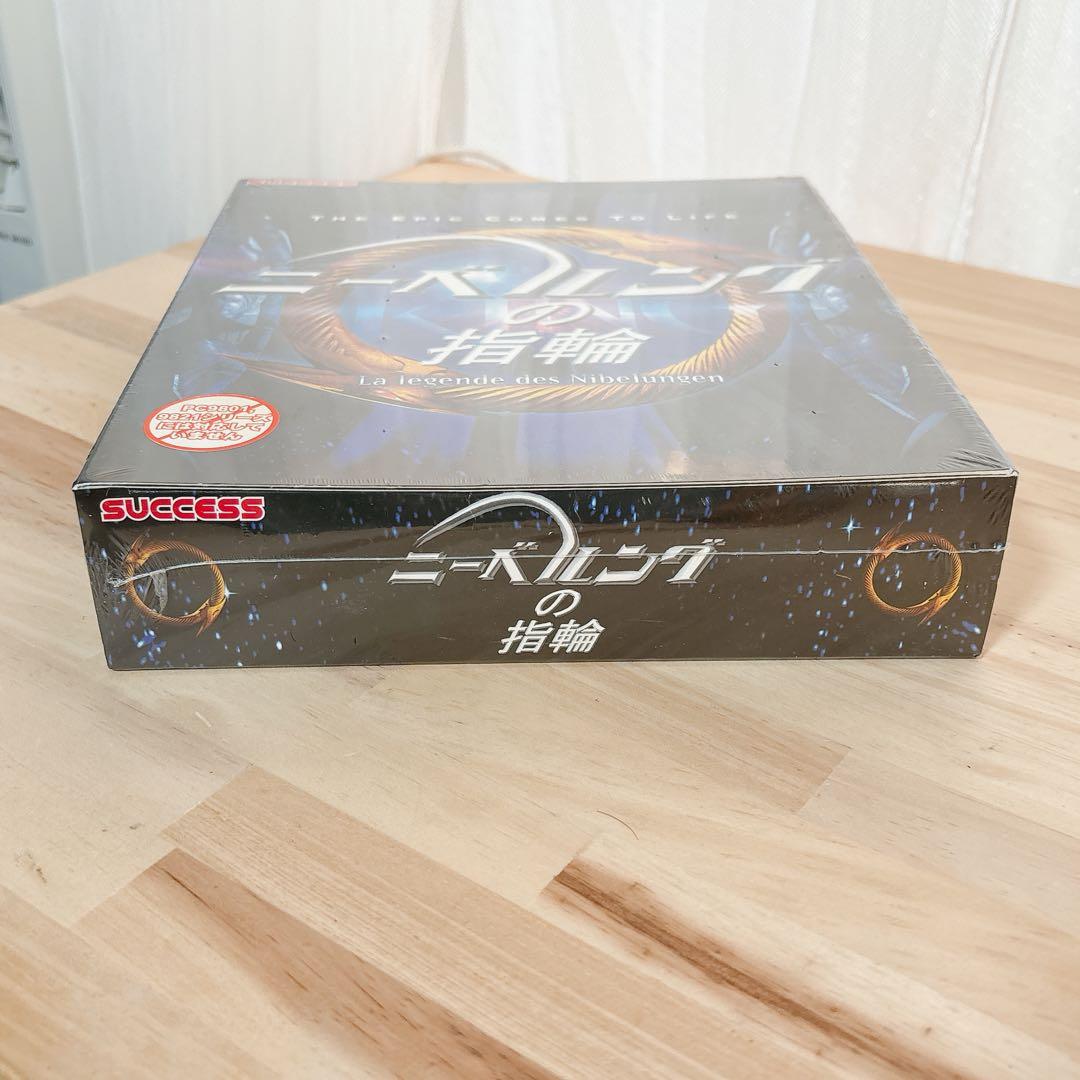 THE EPIC COMES TO LIFE
ニーベルング
の
指輪
La legende des Nibelungen
PC9801,
9821シリーズ
には対応して
いません
SUCCESS
ニーベルング
の
指輪